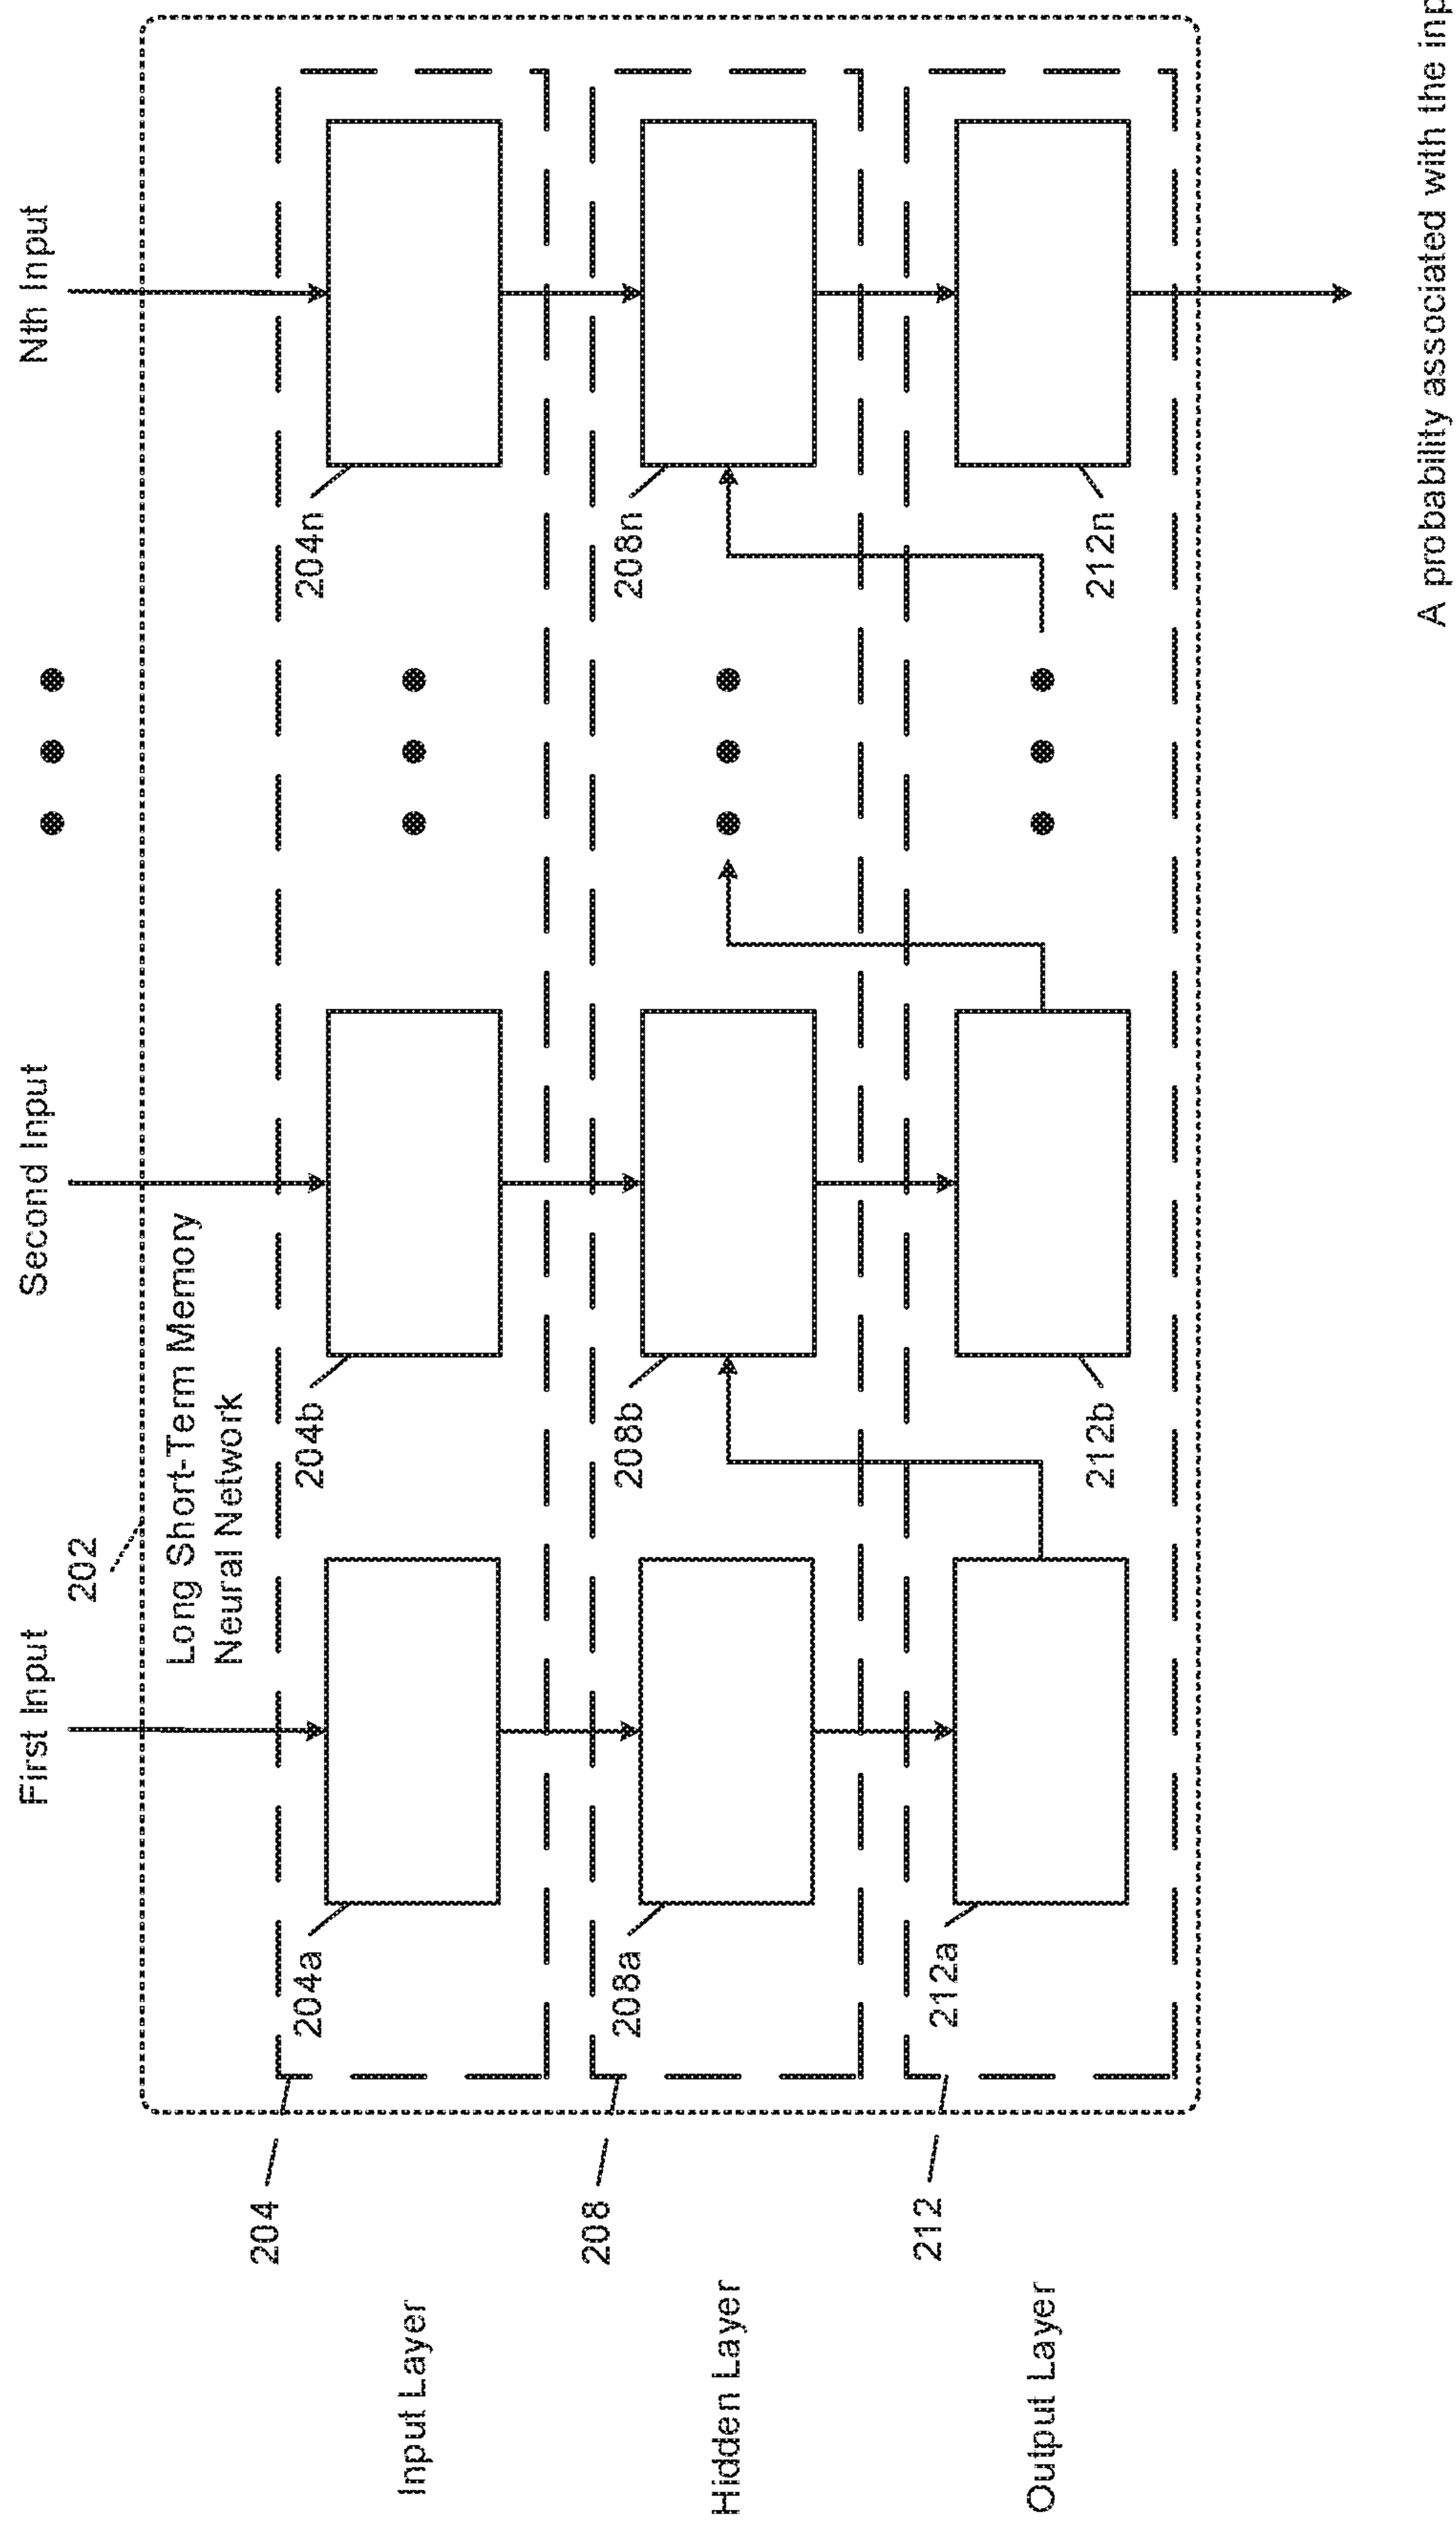 First Input
Second Input
Nth Input
202
Long Short-Term Memory
Neural Network
204
204a
204b
204n
Input Layer
208
208a
208b
208n
Hidden Layer
212
212a
212b
212n
Output Layer
A probability associated with the